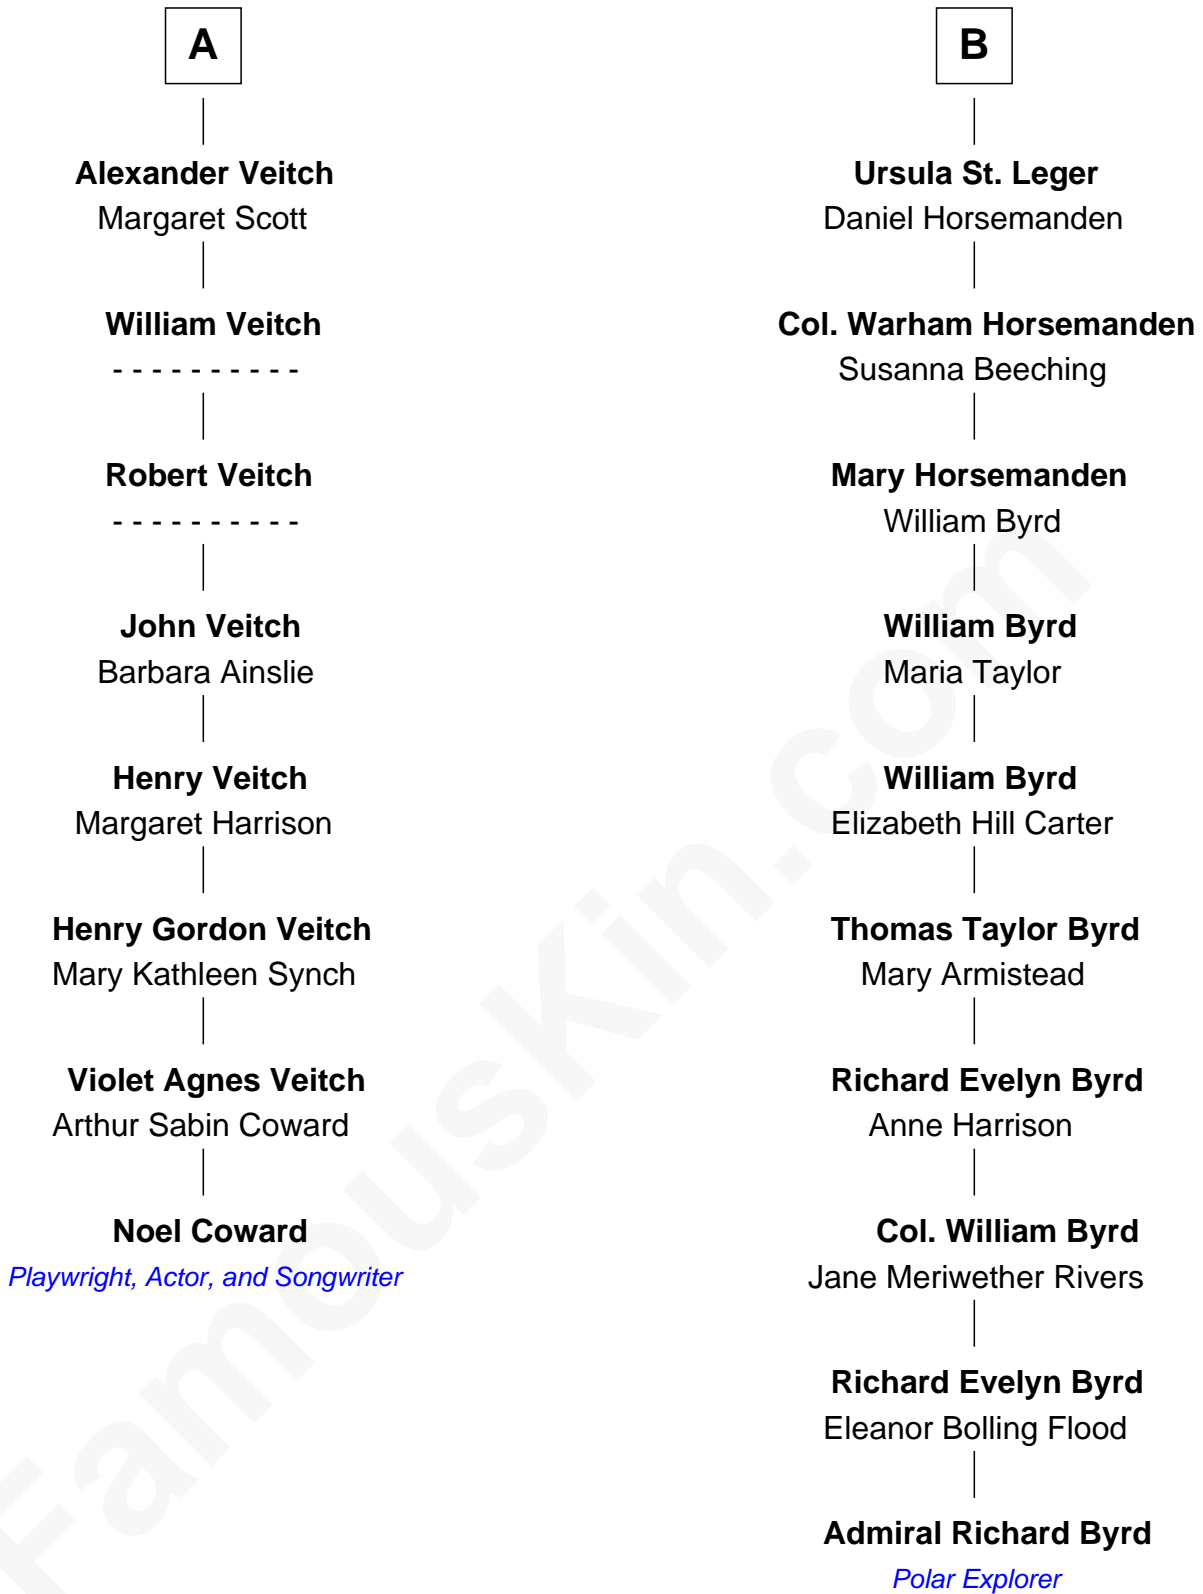 A
Alexander Veitch
Margaret Scott
William Veitch
- - - - - - - - - -
Robert Veitch
- - - - - - - - - -
John Veitch
Barbara Ainslie
Henry Veitch
Margaret Harrison
Henry Gordon Veitch
Mary Kathleen Synch
Violet Agnes Veitch
Arthur Sabin Coward
Noel Coward
Playwright, Actor, and Songwriter
B
Ursula St. Leger
Daniel Horsemanden
Col. Warham Horsemanden
Susanna Beeching
Mary Horsemanden
William Byrd
William Byrd
Maria Taylor
William Byrd
Elizabeth Hill Carter
Thomas Taylor Byrd
Mary Armistead
Richard Evelyn Byrd
Anne Harrison
Col. William Byrd
Jane Meriwether Rivers
Richard Evelyn Byrd
Eleanor Bolling Flood
Admiral Richard Byrd
Polar Explorer
FamousKin.com